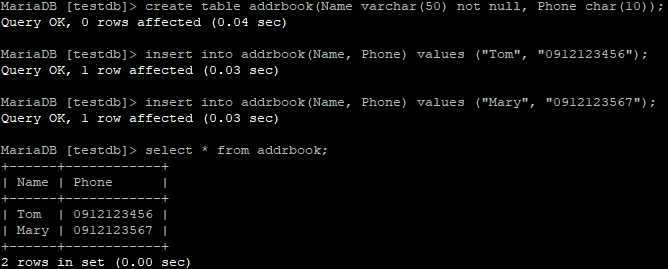 MariaDB [testdb]> create table addrbook(Name varchar(50) not null, Phone char(10));
Query OK, 0 rows affected (0.04 sec)
MariaDB [testdb]> insert into addrbook(Name, Phone) values ("Tom", "0912123456");
Query OK, 1 row affected (0.03 sec)
MariaDB [testdb]> insert into addrbook(Name, Phone) values ("Mary", "0912123567");
Query OK, 1 row affected (0.03 sec)
MariaDB [testdb]> select * from addrbook;
+------+------------+
| Name | Phone      |
+------+------------+
| Tom  | 0912123456 |
| Mary | 0912123567 |
+------+------------+
2 rows in set (0.00 sec)